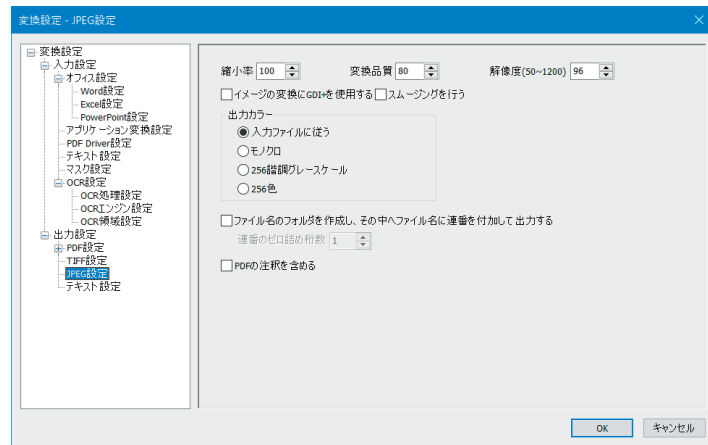 変換設定 - JPEG設定
変換設定
入力設定
オフィス設定
Word設定
Excel設定
PowerPoint設定
アプリケーション変換設定
PDF Driver設定
テキスト設定
マスク設定
OCR設定
OCR処理設定
OCRエンジン設定
OCR領域設定
出力設定
PDF設定
TIFF設定
JPEG設定
テキスト設定
縮小率 100 変換品質 80 解像度(50~1200) 96
イメージの変換にGDI+を使用する スムージングを行う
出力カラー
入力ファイルに従う
モノクロ
256階調グレースケール
256色
ファイル名のフォルダを作成し、その中へファイル名に連番を付加して出力する
連番のゼロ詰め桁数 1
PDFの注釈を含める
OK キャンセル